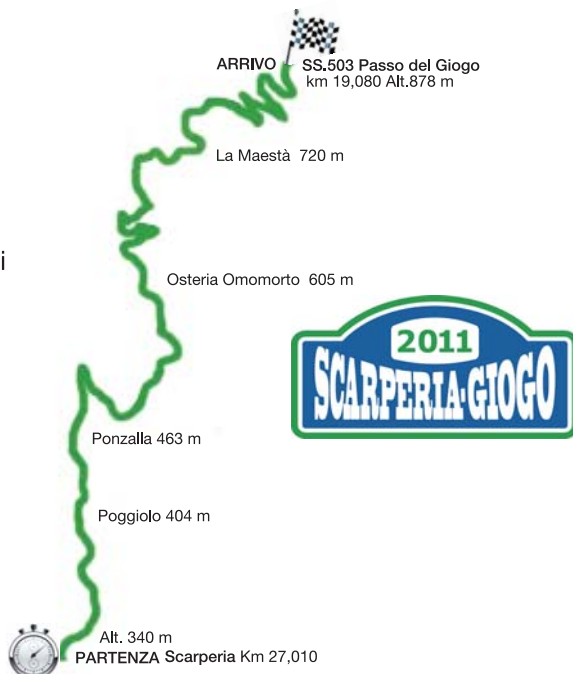 ARRIVO SS.503 Passo del Giogo
km 19,080 Alt.878 m
La Maestà 720 m
i
Osteria Omomorto 605 m
2011
SCARPERIA-GIOGO
Ponzalla 463 m
Poggiolo 404 m
Alt. 340 m
PARTENZA Scarperia Km 27,010